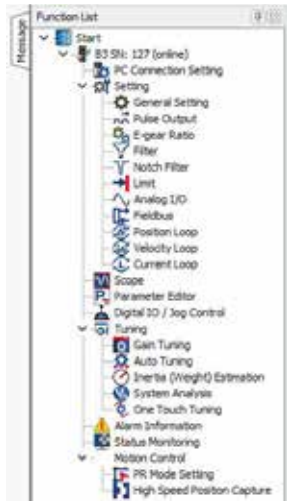 Message
Function List
Start
B3 SN: 127 (online)
PC Connection Setting
Setting
General Setting
Pulse Output
E-gear Ratio
Filter
Notch Filter
Limit
Analog I/O
Fieldbus
Position Loop
Velocity Loop
Current Loop
Scope
Parameter Editor
Digital IO / Jog Control
Tuning
Gain Tuning
Auto Tuning
Inertia (Weight) Estimation
System Analysis
One Touch Tuning
Alarm Information
Status Monitoring
Motion Control
PR Mode Setting
High Speed Position Capture